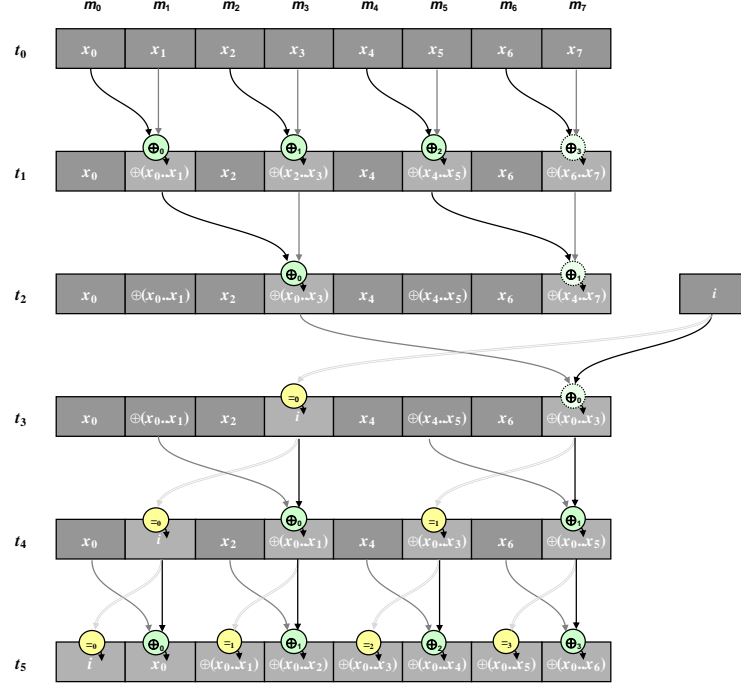 m₀ m₁ m₂ m₃ m₄ m₅ m₆ m₇
t₀ x₀ x₁ x₂ x₃ x₄ x₅ x₆ x₇
⊕₀ ⊕₁ ⊕₂ ⊕₃
t₁ x₀ ⊕(x₀..x₁) x₂ ⊕(x₂..x₃) x₄ ⊕(x₄..x₅) x₆ ⊕(x₆..x₇)
⊕₀ ⊕₁
t₂ x₀ ⊕(x₀..x₁) x₂ ⊕(x₀..x₃) x₄ ⊕(x₄..x₅) x₆ ⊕(x₄..x₇) i
=₀ ⊕₀
t₃ x₀ ⊕(x₀..x₁) x₂ i x₄ ⊕(x₄..x₅) x₆ ⊕(x₀..x₃)
=₀ ⊕₀ =₁ ⊕₁
t₄ x₀ i x₂ ⊕(x₀..x₁) x₄ ⊕(x₀..x₃) x₆ ⊕(x₀..x₅)
=₀ ⊕₀ =₁ ⊕₁ =₂ ⊕₂ =₃ ⊕₃
t₅ i x₀ ⊕(x₀..x₁) ⊕(x₀..x₂) ⊕(x₀..x₃) ⊕(x₀..x₄) ⊕(x₀..x₅) ⊕(x₀..x₆)